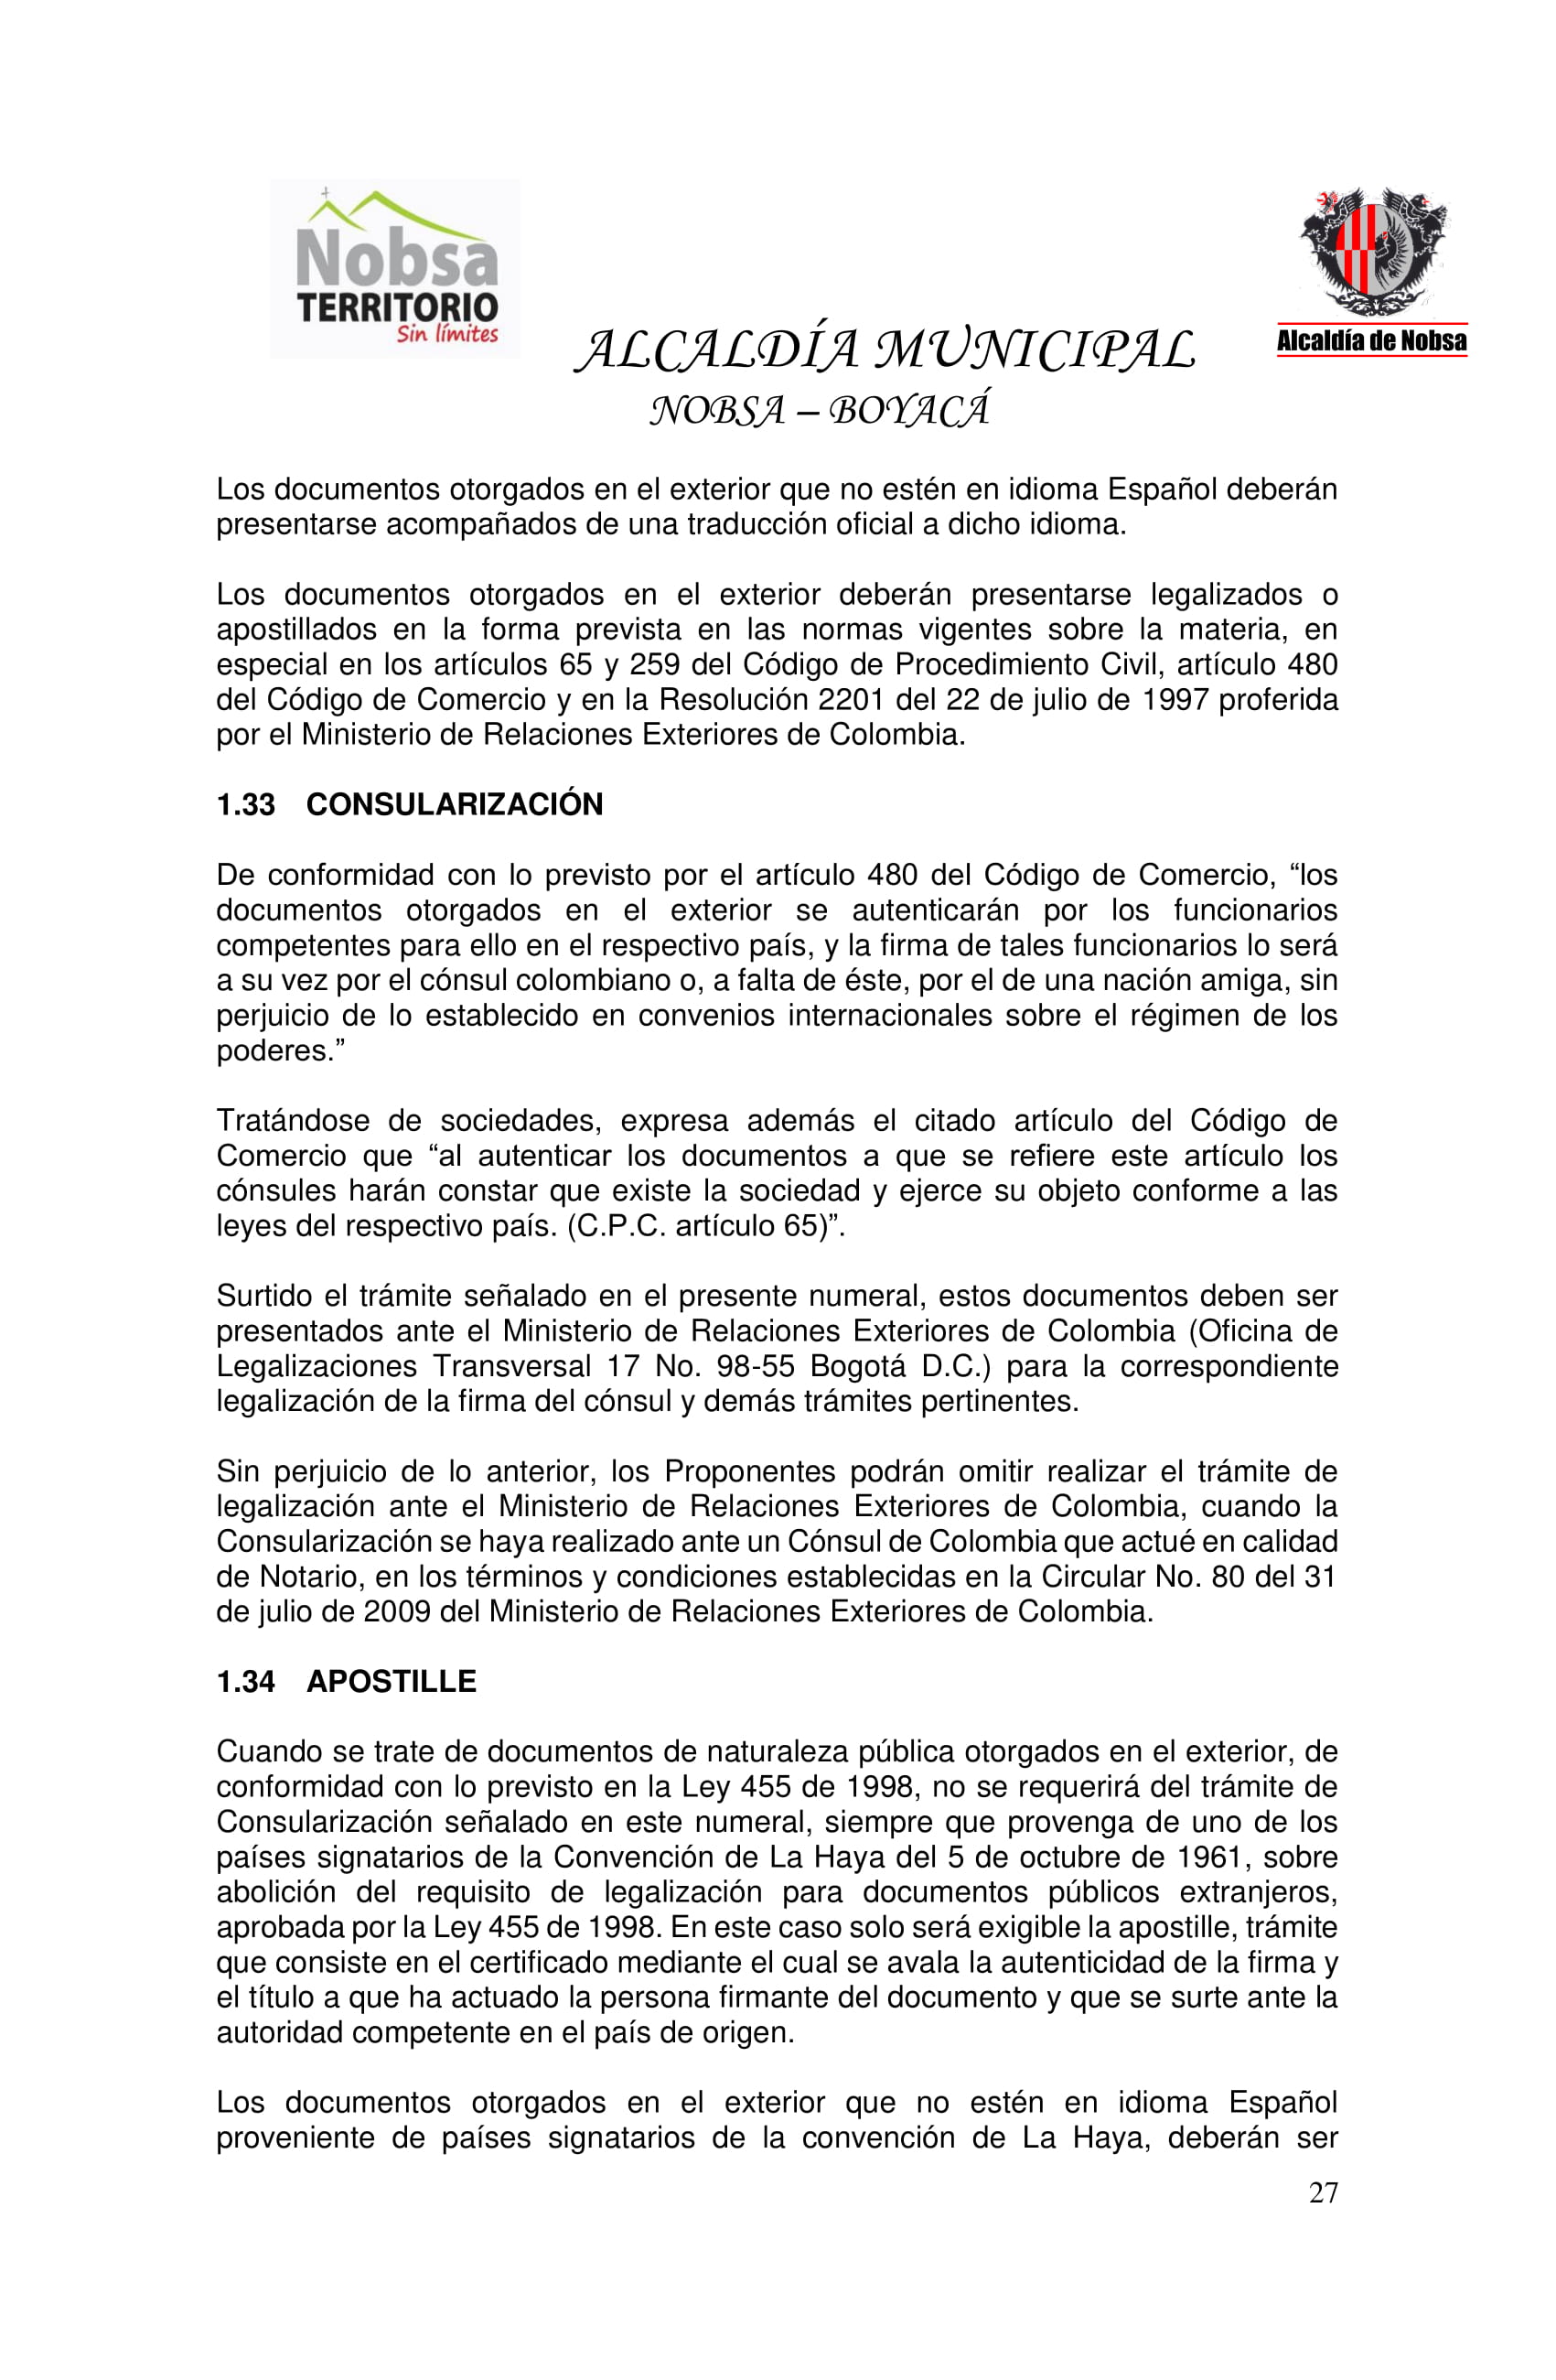 Nobsa
TERRITORIO
Sin límites
Alcaldía de Nobsa
ALCALDÍA MUNICIPAL
NOBSA – BOYACÁ
Los documentos otorgados en el exterior que no estén en idioma Español deberán
presentarse acompañados de una traducción oficial a dicho idioma.
Los documentos otorgados en el exterior deberán presentarse legalizados o
apostillados en la forma prevista en las normas vigentes sobre la materia, en
especial en los artículos 65 y 259 del Código de Procedimiento Civil, artículo 480
del Código de Comercio y en la Resolución 2201 del 22 de julio de 1997 proferida
por el Ministerio de Relaciones Exteriores de Colombia.
1.33 CONSULARIZACIÓN
De conformidad con lo previsto por el artículo 480 del Código de Comercio, “los
documentos otorgados en el exterior se autenticarán por los funcionarios
competentes para ello en el respectivo país, y la firma de tales funcionarios lo será
a su vez por el cónsul colombiano o, a falta de éste, por el de una nación amiga, sin
perjuicio de lo establecido en convenios internacionales sobre el régimen de los
poderes.”
Tratándose de sociedades, expresa además el citado artículo del Código de
Comercio que “al autenticar los documentos a que se refiere este artículo los
cónsules harán constar que existe la sociedad y ejerce su objeto conforme a las
leyes del respectivo país. (C.P.C. artículo 65)”.
Surtido el trámite señalado en el presente numeral, estos documentos deben ser
presentados ante el Ministerio de Relaciones Exteriores de Colombia (Oficina de
Legalizaciones Transversal 17 No. 98-55 Bogotá D.C.) para la correspondiente
legalización de la firma del cónsul y demás trámites pertinentes.
Sin perjuicio de lo anterior, los Proponentes podrán omitir realizar el trámite de
legalización ante el Ministerio de Relaciones Exteriores de Colombia, cuando la
Consularización se haya realizado ante un Cónsul de Colombia que actué en calidad
de Notario, en los términos y condiciones establecidas en la Circular No. 80 del 31
de julio de 2009 del Ministerio de Relaciones Exteriores de Colombia.
1.34 APOSTILLE
Cuando se trate de documentos de naturaleza pública otorgados en el exterior, de
conformidad con lo previsto en la Ley 455 de 1998, no se requerirá del trámite de
Consularización señalado en este numeral, siempre que provenga de uno de los
países signatarios de la Convención de La Haya del 5 de octubre de 1961, sobre
abolición del requisito de legalización para documentos públicos extranjeros,
aprobada por la Ley 455 de 1998. En este caso solo será exigible la apostille, trámite
que consiste en el certificado mediante el cual se avala la autenticidad de la firma y
el título a que ha actuado la persona firmante del documento y que se surte ante la
autoridad competente en el país de origen.
Los documentos otorgados en el exterior que no estén en idioma Español
proveniente de países signatarios de la convención de La Haya, deberán ser
27